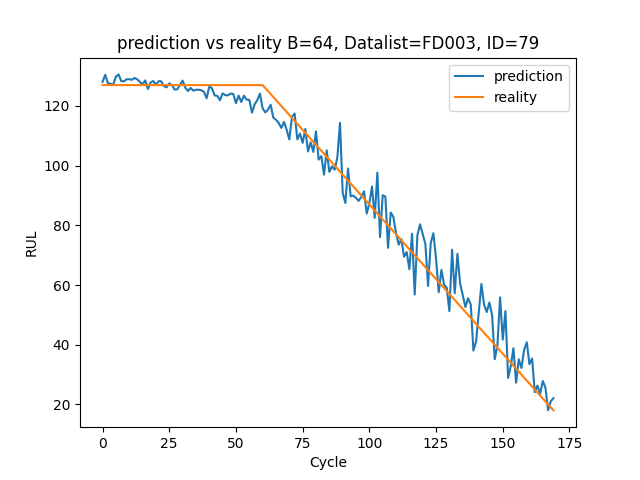 prediction vs reality B=64, Datalist=FD003, ID=79
prediction
reality
RUL
120
100
80
60
40
20
0 25 50 75 100 125 150 175
Cycle